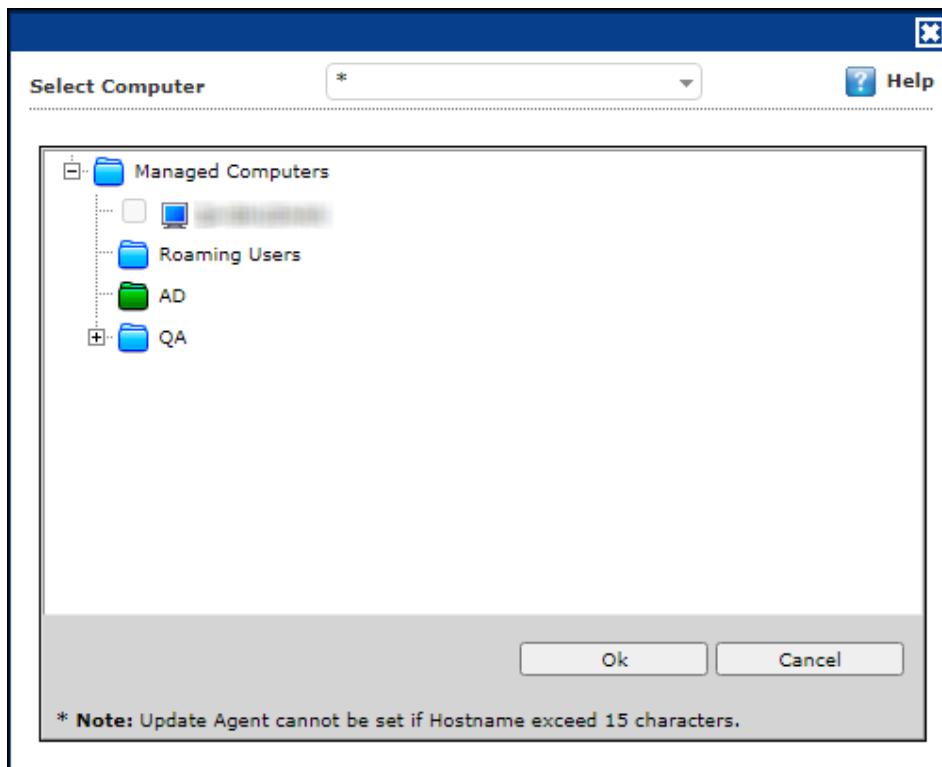 Select Computer * Help
Managed Computers
Roaming Users
AD
QA
Ok Cancel
* Note: Update Agent cannot be set if Hostname exceed 15 characters.